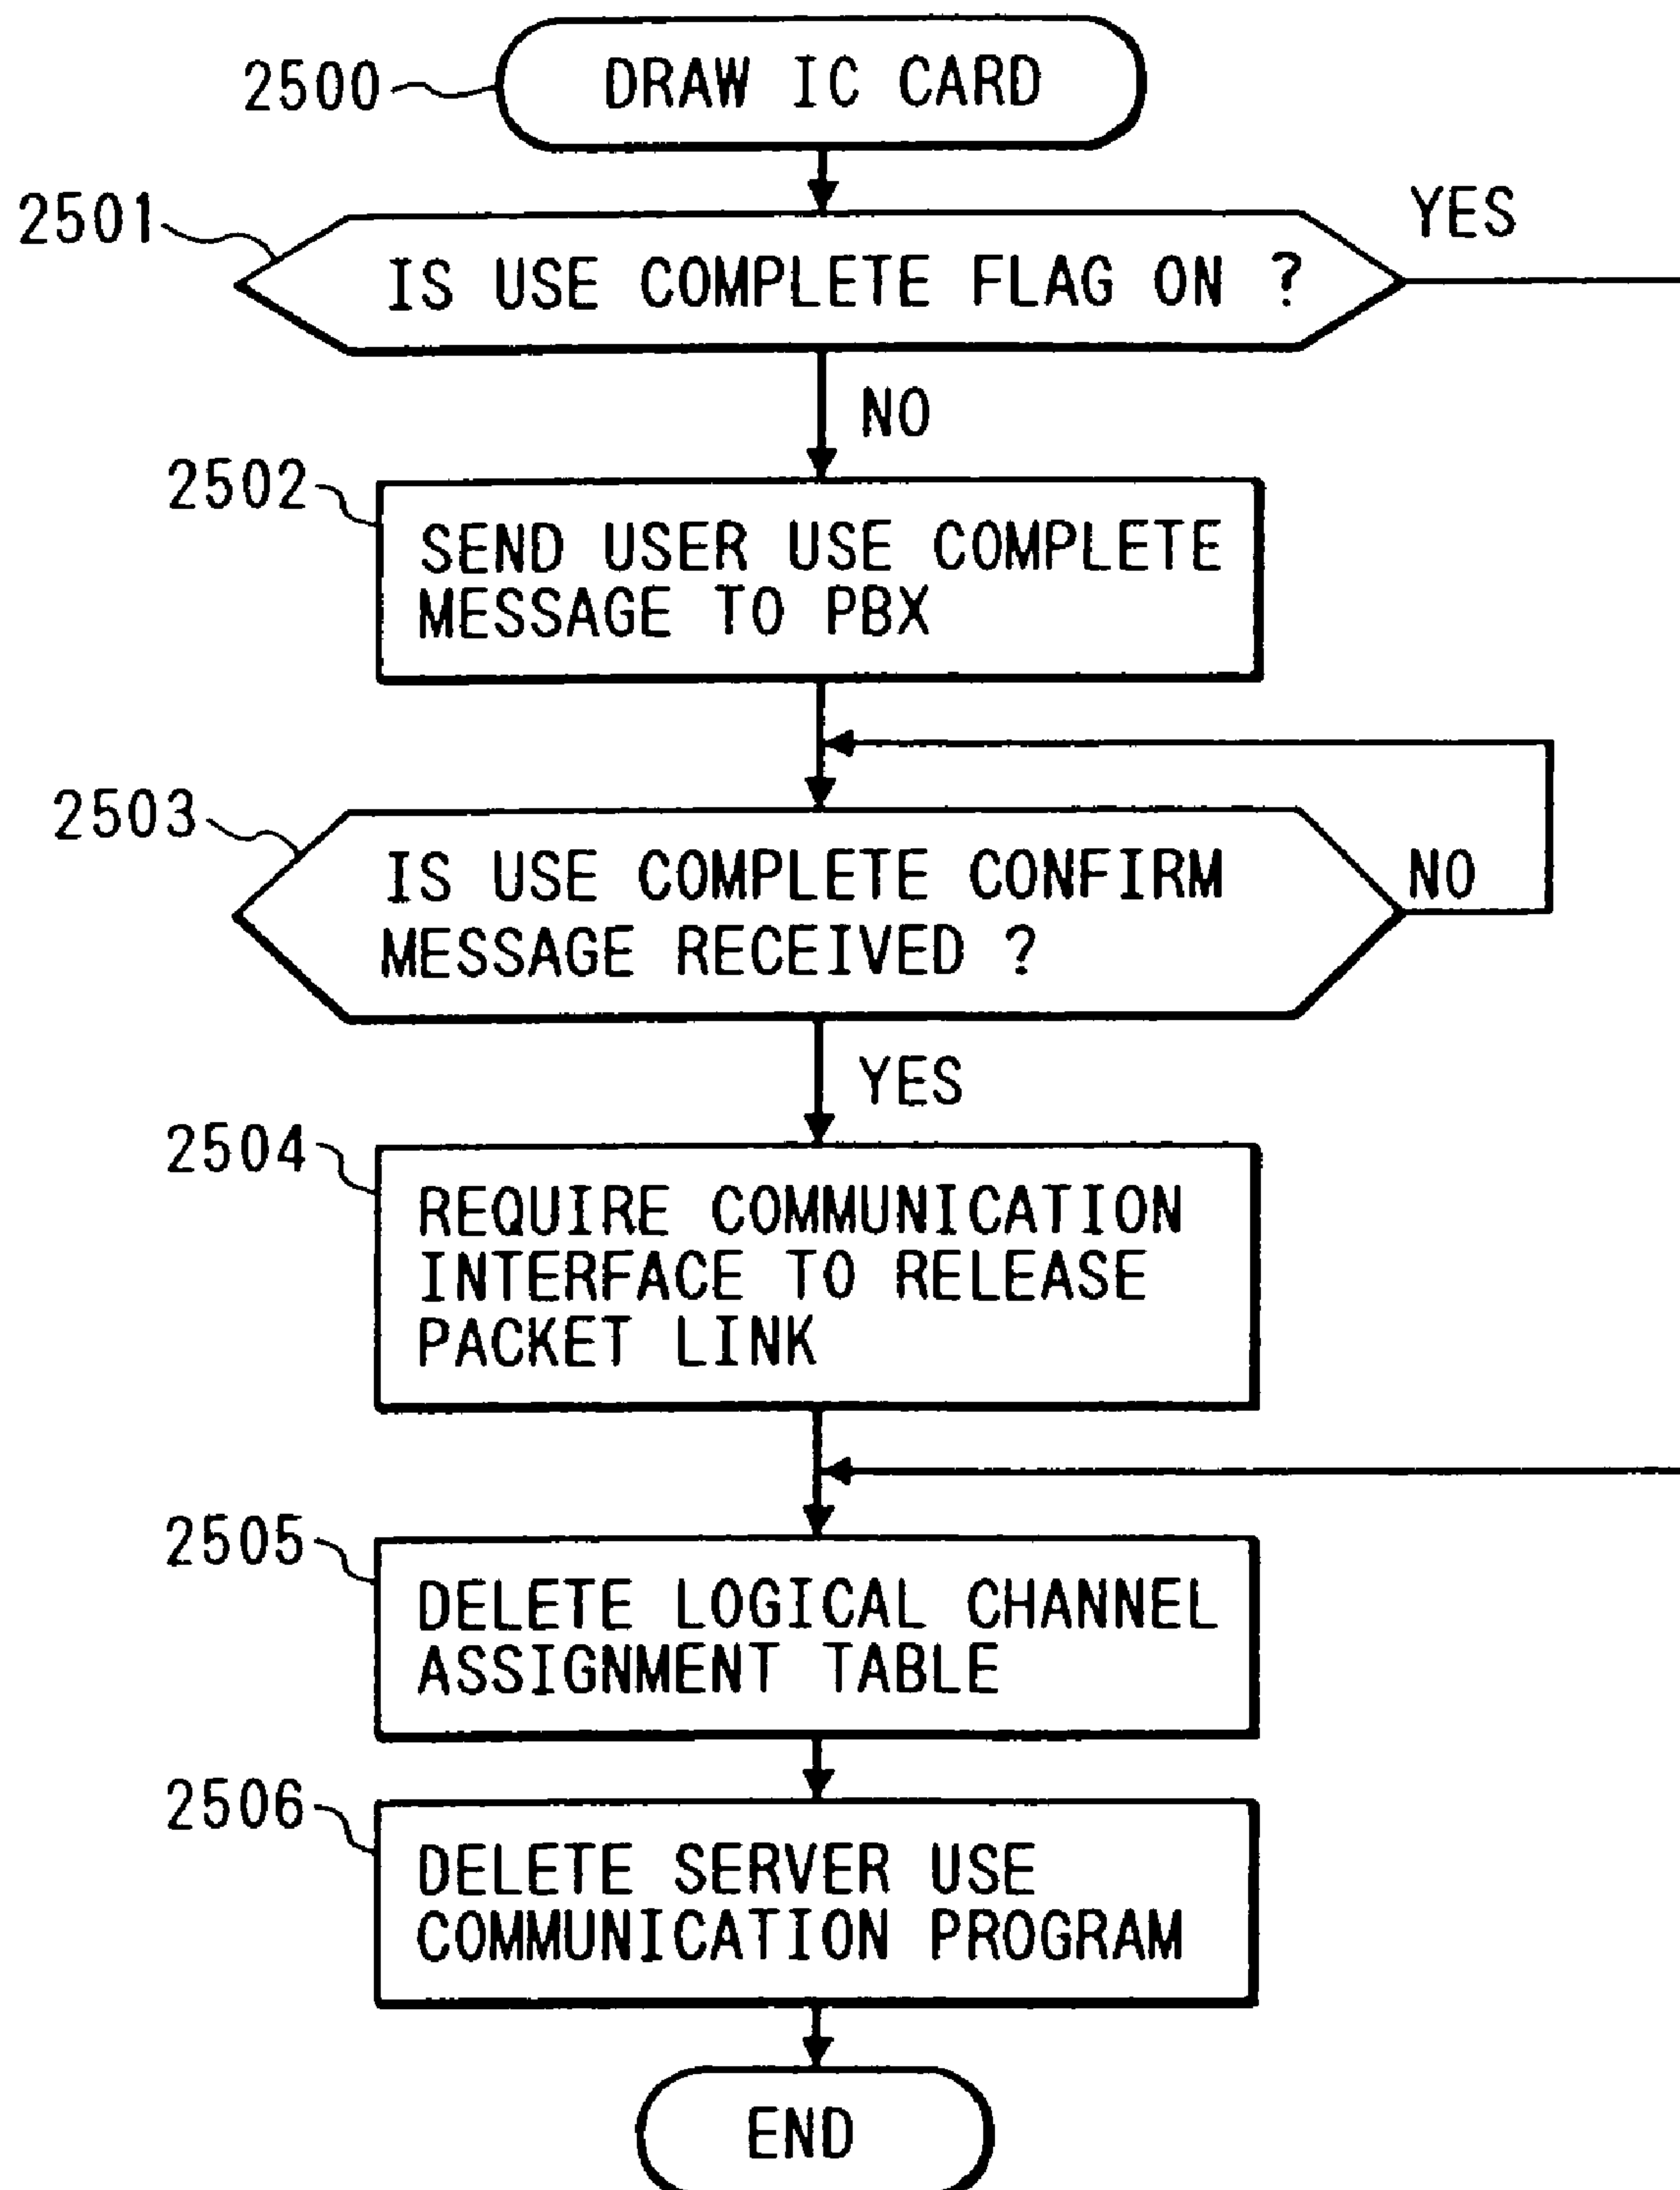 2500
DRAW IC CARD
2501
YES
IS USE COMPLETE FLAG ON ?
NO
2502
SEND USER USE COMPLETE
MESSAGE TO PBX
2503
IS USE COMPLETE CONFIRM
MESSAGE RECEIVED ?
NO
YES
2504
REQUIRE COMMUNICATION
INTERFACE TO RELEASE
PACKET LINK
2505
DELETE LOGICAL CHANNEL
ASSIGNMENT TABLE
2506
DELETE SERVER USE
COMMUNICATION PROGRAM
END